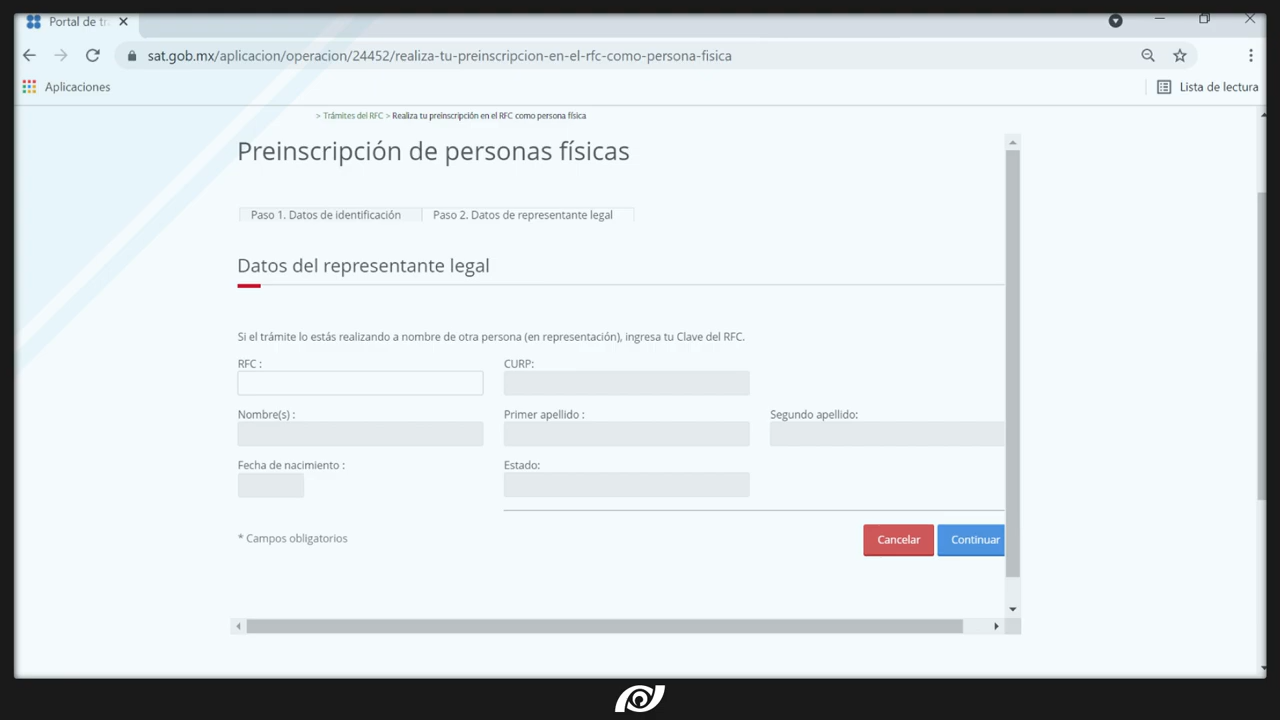 Portal de tr
sat.gob.mx/aplicacion/operacion/24452/realiza-tu-preinscripcion-en-el-rfc-como-persona-fisica
Aplicaciones
Lista de lectura
> Trámites del RFC > Realiza tu preinscripción en el RFC como persona física
Preinscripción de personas físicas
Paso 1. Datos de identificación
Paso 2. Datos de representante legal
Datos del representante legal
Si el trámite lo estás realizando a nombre de otra persona (en representación), ingresa tu Clave del RFC.
RFC :
CURP:
Nombre(s) :
Primer apellido :
Segundo apellido:
Fecha de nacimiento :
Estado:
* Campos obligatorios
Cancelar
Continuar